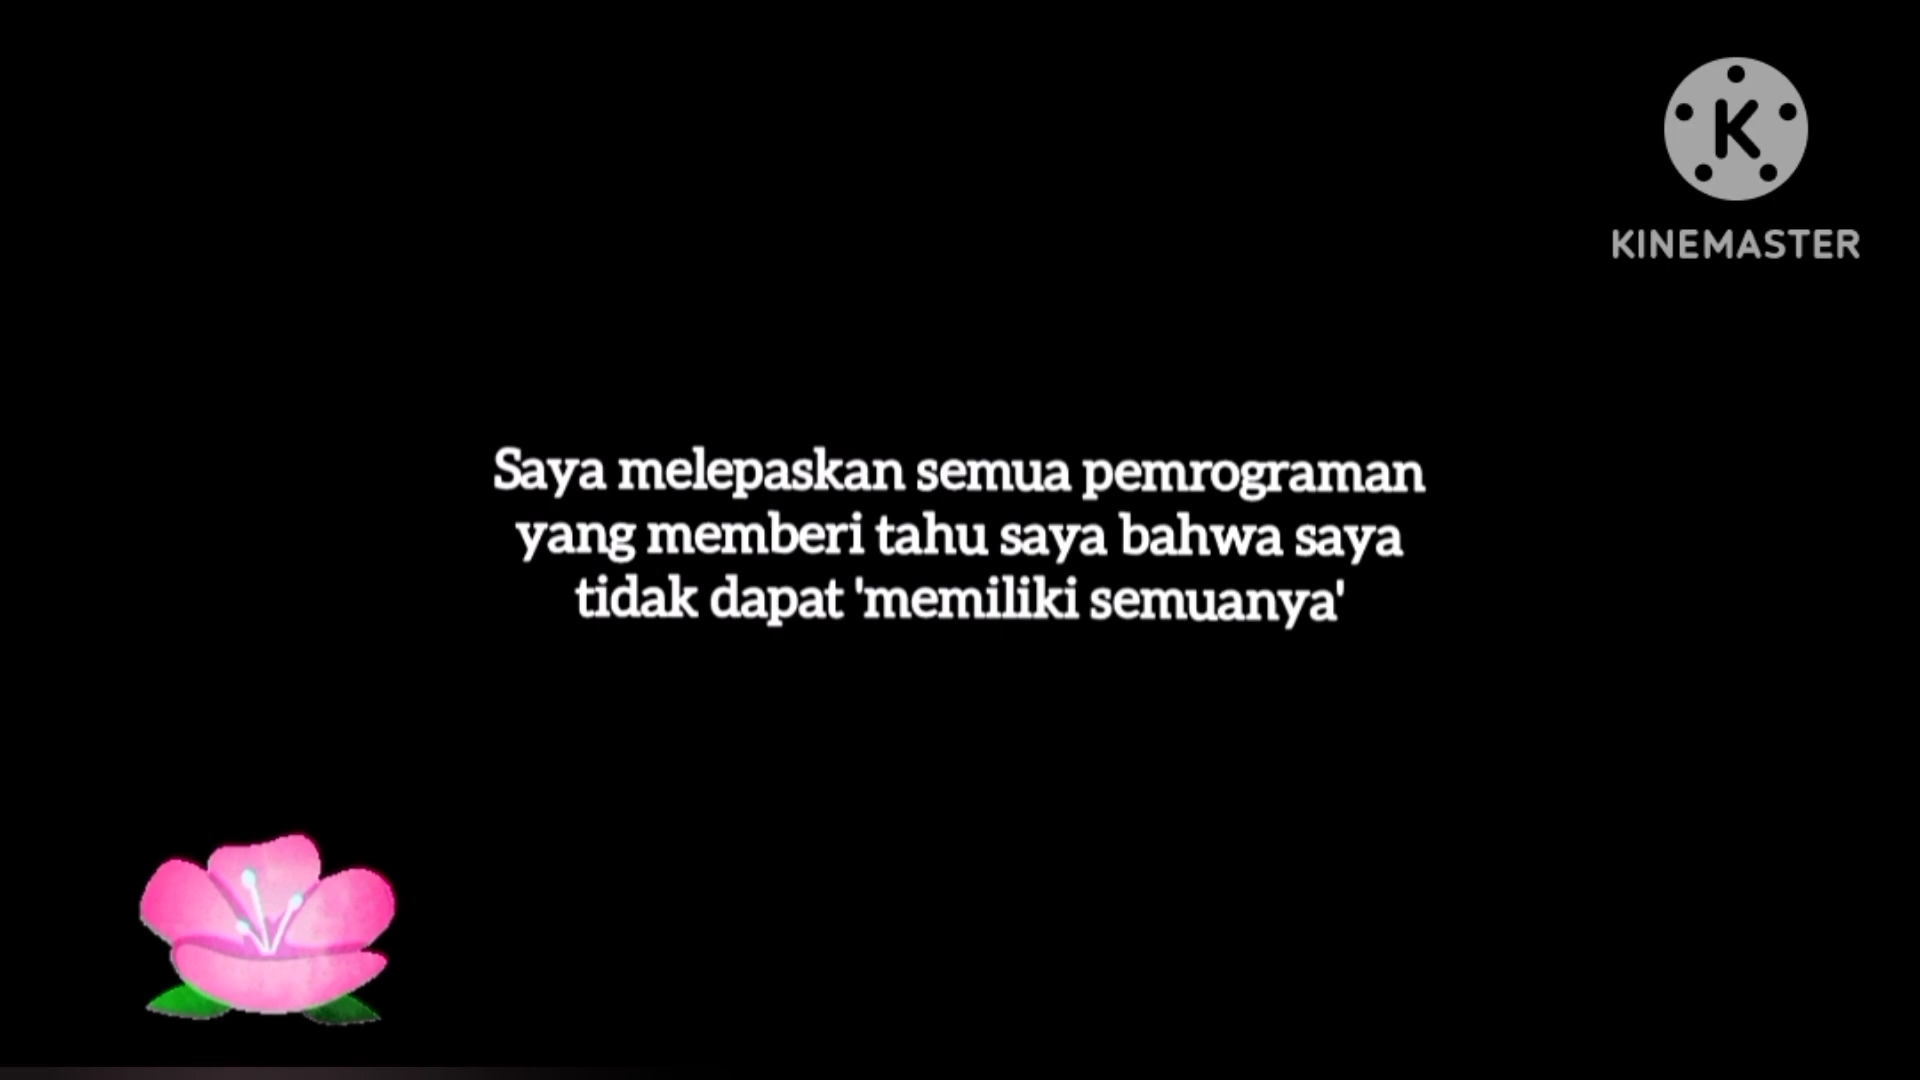 K
KINEMASTER
Saya melepaskan semua pemrograman
yang memberi tahu saya bahwa saya
tidak dapat 'memiliki semuanya'